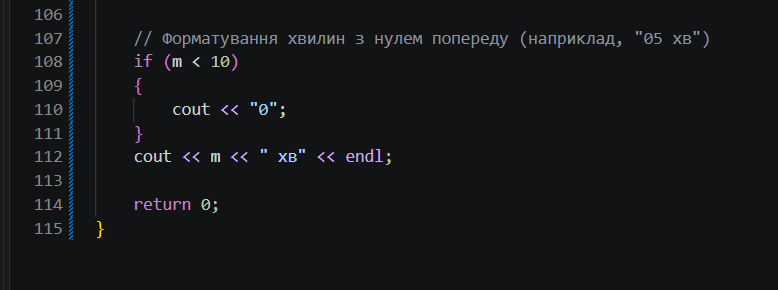 106
107 // Форматування хвилин з нулем попереду (наприклад, "05 хв")
108 if (m < 10)
109 {
110 cout << "0";
111 }
112 cout << m << " хв" << endl;
113
114 return 0;
115 }